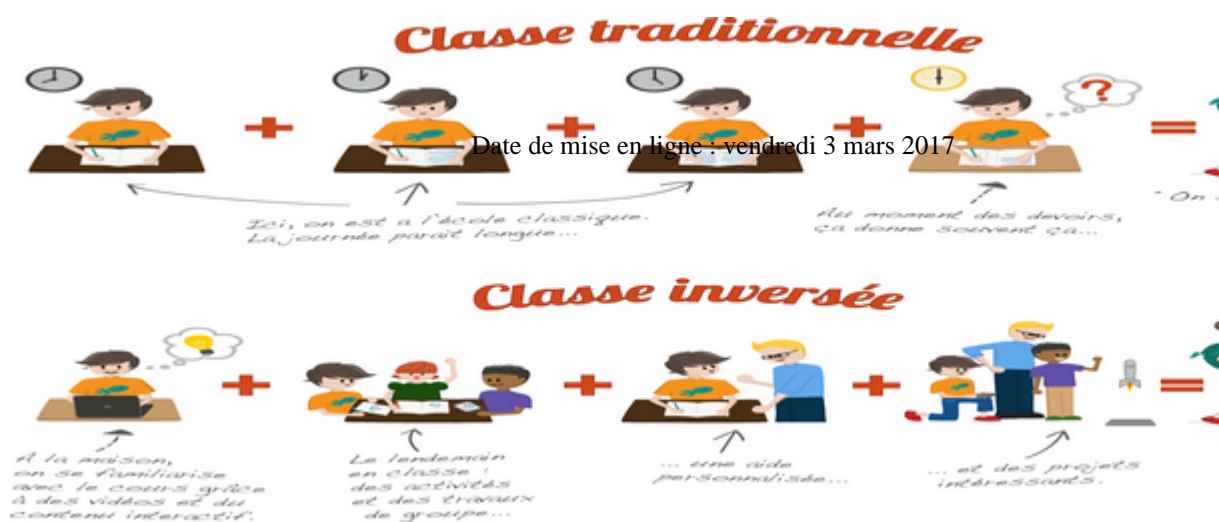 Classe traditionnelle
Date de mise en ligne : vendredi 3 mars 2017
Ici, on est a l'école classique.
La journée parait longue...
Au moment des devoirs,
ça donne souvent ça...
" On
Classe inversée
A la maison,
on se familiarise
avec le cours grâce
à des vidéos et du
contenu interactif.
Le lendemain
en classe :
des activités
et des travaux
de groupe...
... une aide
personnalisée...
... et des projets
intéressants.